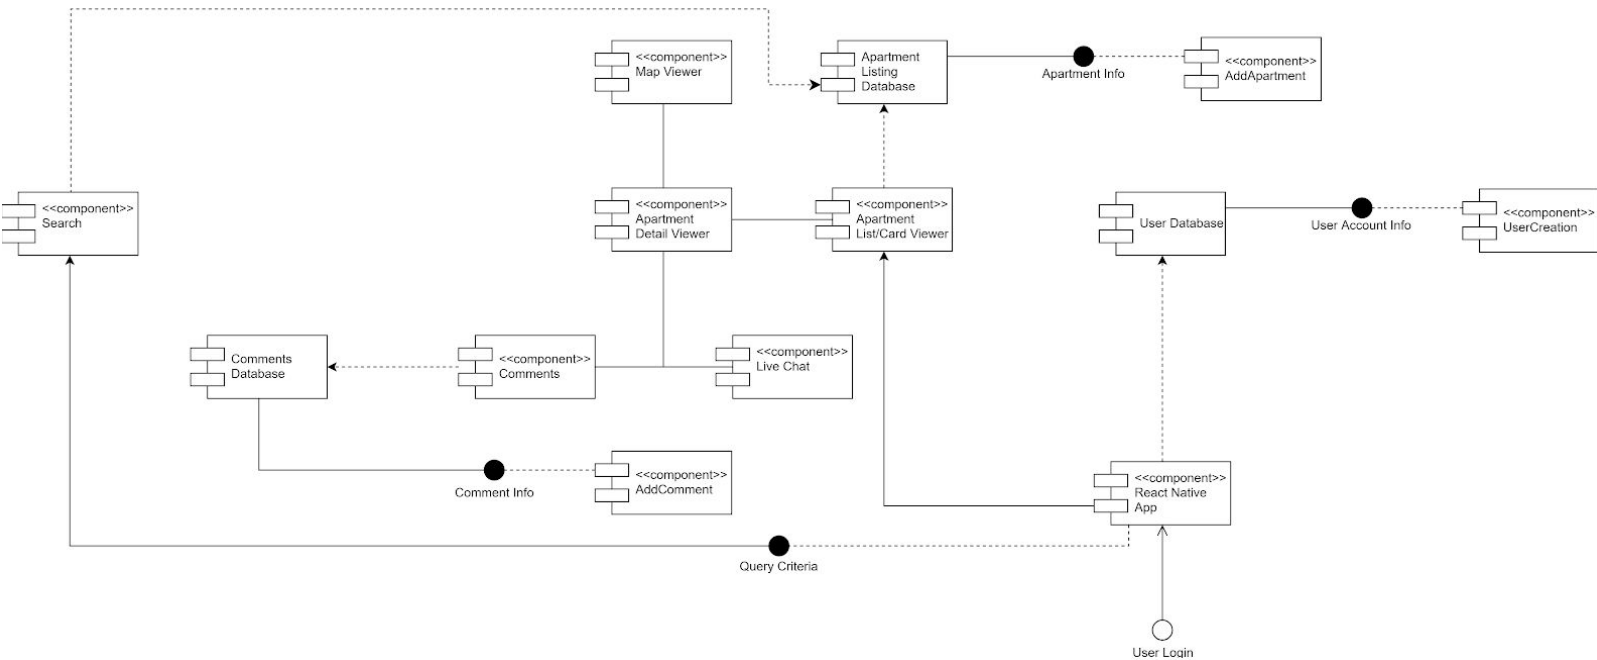 <<component>>
Map Viewer
Apartment
Listing
Database
Apartment Info
<<component>>
AddApartment
<<component>>
Search
<<component>>
Apartment
Detail Viewer
<<component>>
Apartment
List/Card Viewer
User Database
User Account Info
<<component>>
UserCreation
Comments
Database
<<component>>
Comments
<<component>>
Live Chat
Comment Info
<<component>>
AddComment
<<component>>
React Native
App
Query Criteria
User Login